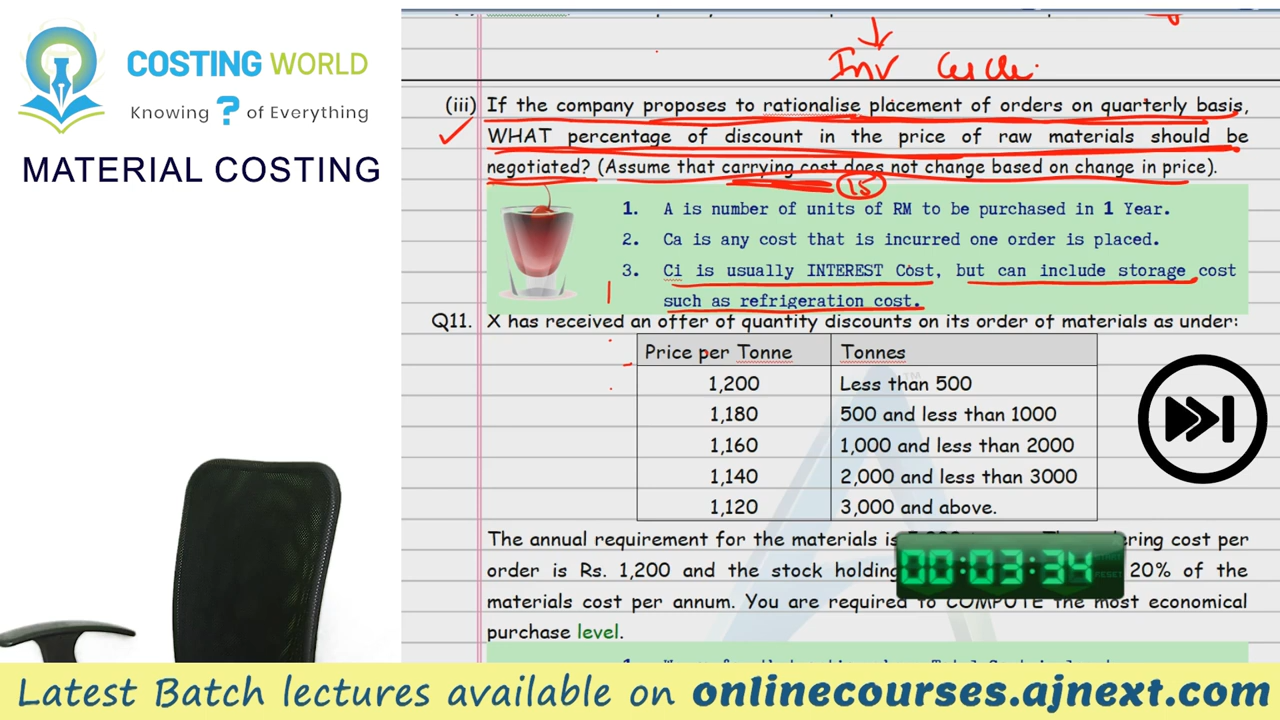 Inv Cycle.
COSTING WORLD
Knowing ? of Everything
MATERIAL COSTING
(iii) If the company proposes to rationalise placement of orders on quarterly basis,
WHAT percentage of discount in the price of raw materials should be
negotiated? (Assume that carrying cost does not change based on change in price).
15
1. A is number of units of RM to be purchased in 1 Year.
2. Ca is any cost that is incurred one order is placed.
3. Ci is usually INTEREST Cost, but can include storage cost
such as refrigeration cost.
Q11. X has received an offer of quantity discounts on its order of materials as under:
Price per Tonne Tonnes
1,200 Less than 500
1,180 500 and less than 1000
1,160 1,000 and less than 2000
1,140 2,000 and less than 3000
1,120 3,000 and above.
The annual requirement for the materials is ering cost per
00:03:34
order is Rs. 1,200 and the stock holding 20% of the
materials cost per annum. You are required to COMPUTE the most economical
purchase level.
Latest Batch lectures available on onlinecourses.ajnext.com